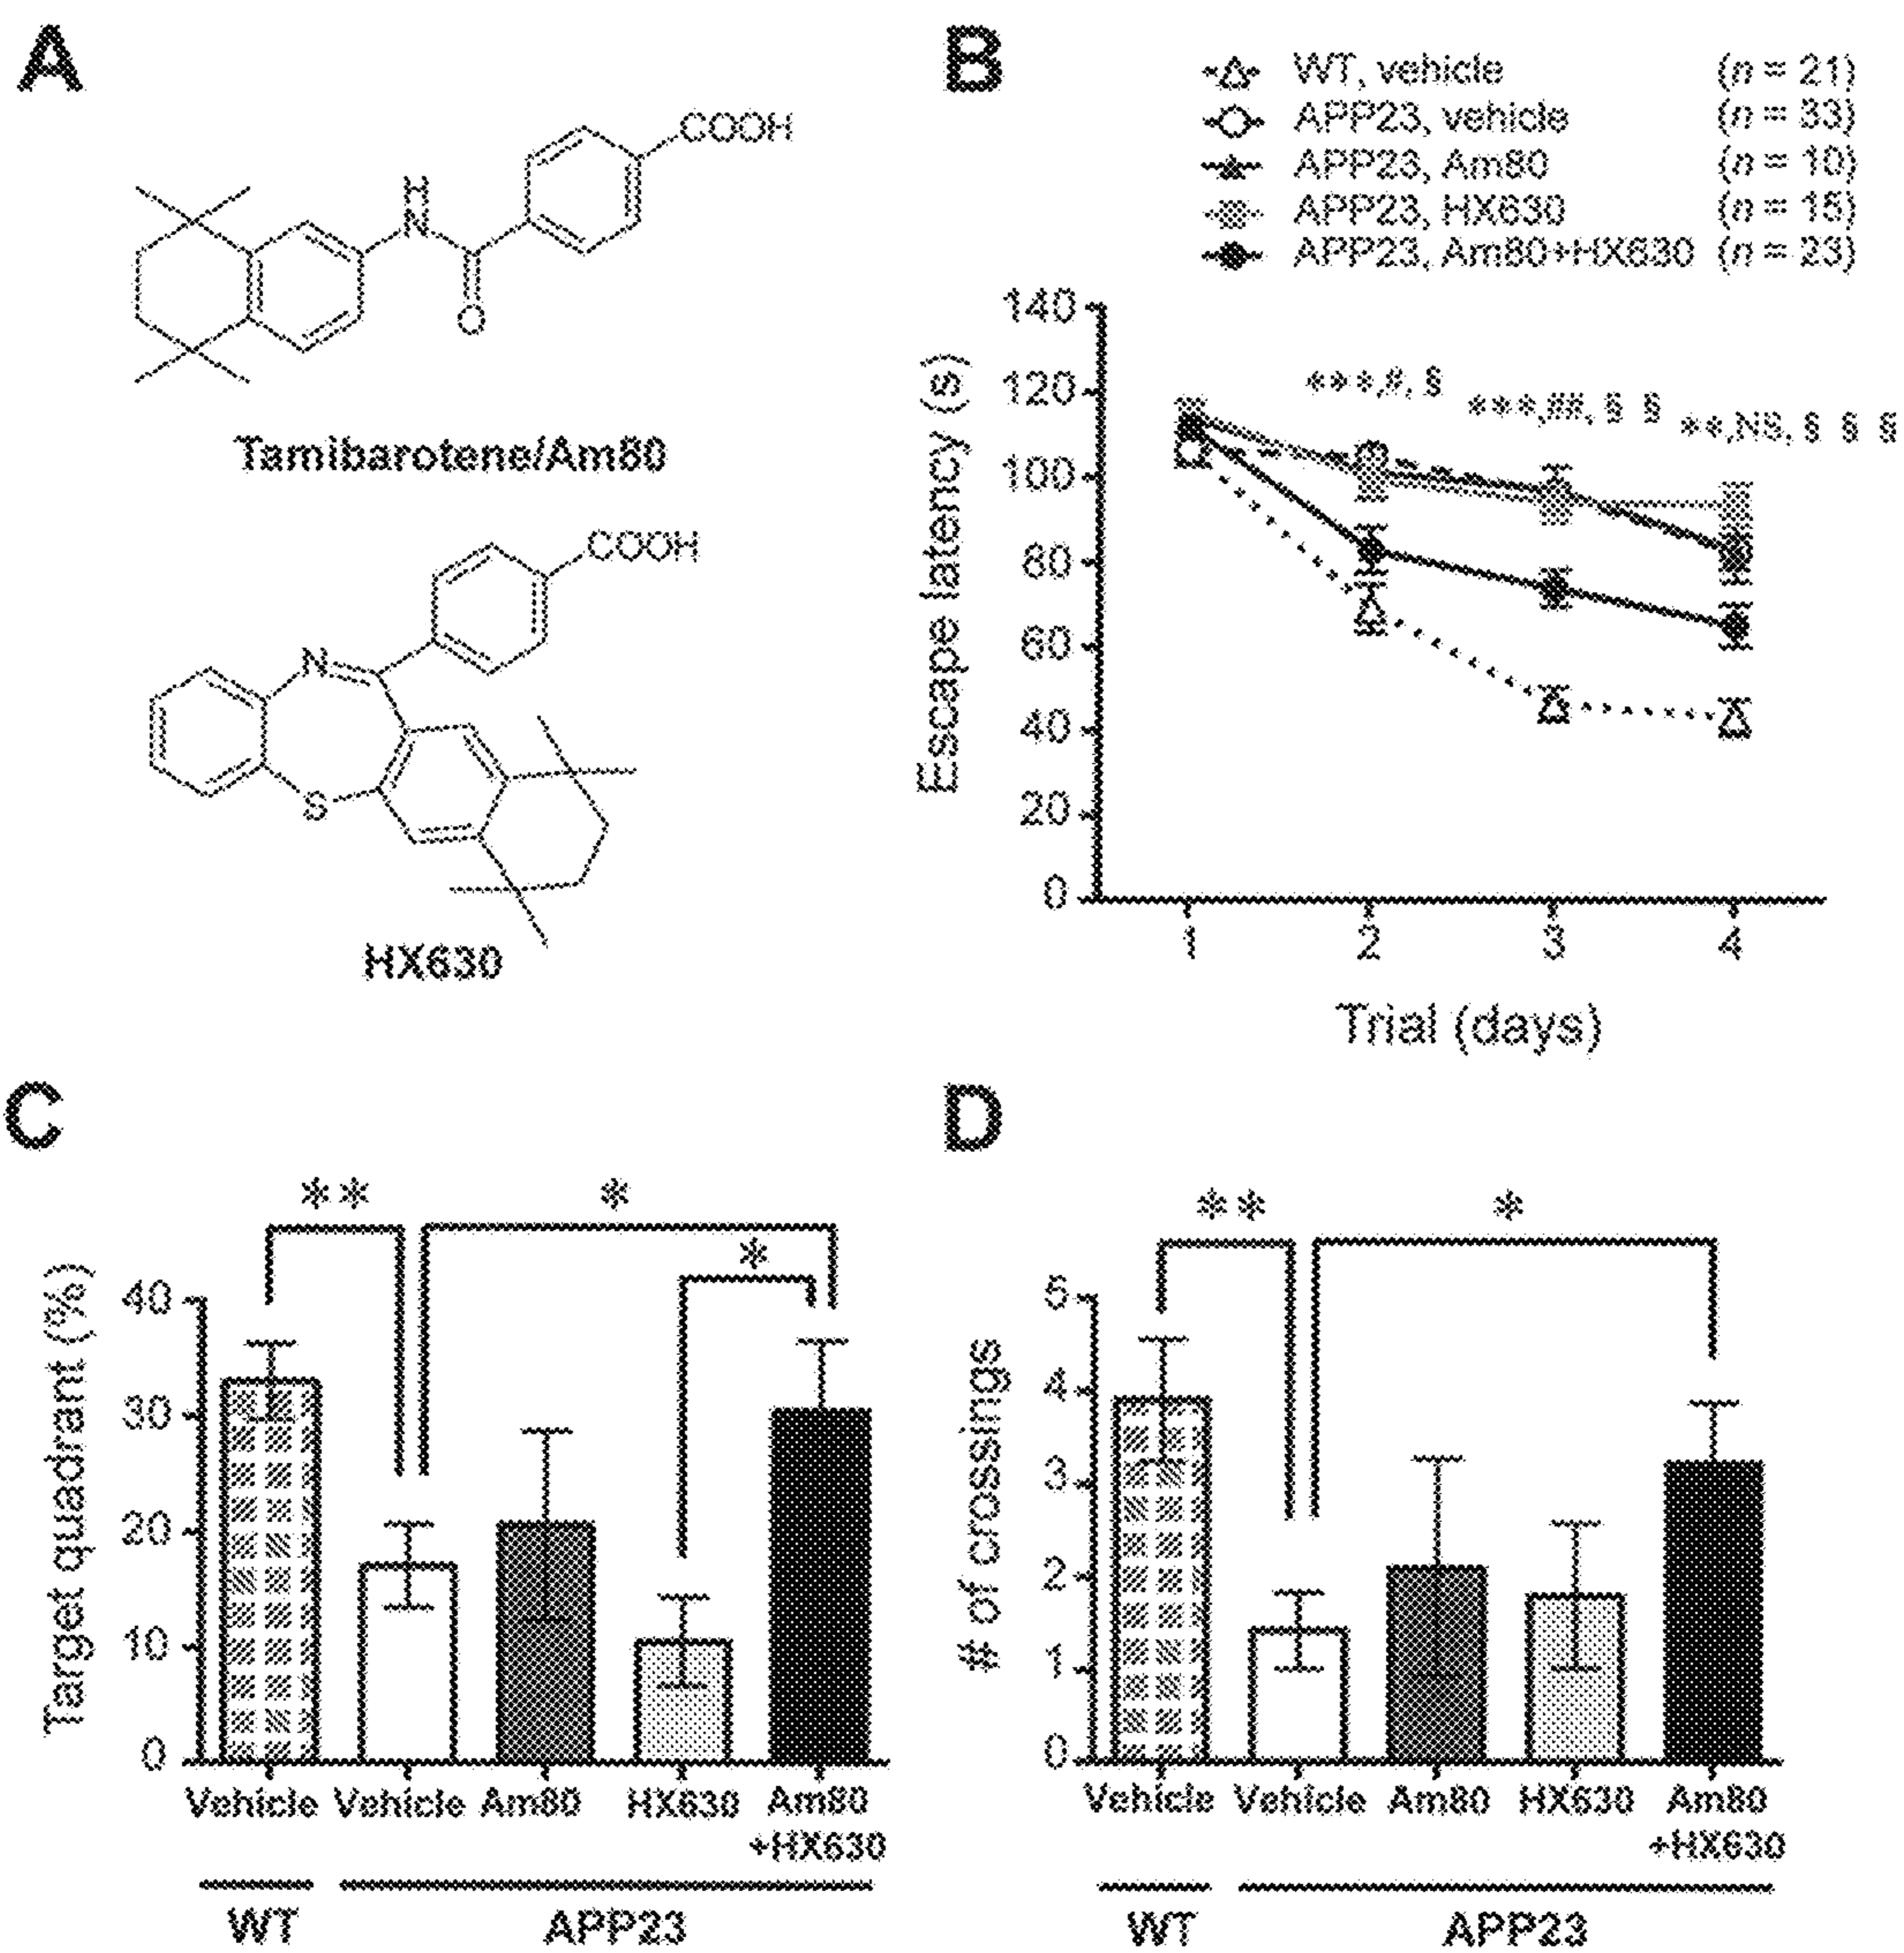 A
COOH
H
N
O
Tamibarotene/Am80
COOH
N
S
HX630
B
WT, vehicle (n = 21)
APP23, vehicle (n = 33)
APP23, Am80 (n = 10)
APP23, HX630 (n = 15)
APP23, Am80+HX630 (n = 23)
Escape latency (s)
140
120
100
80
60
40
20
0
***,#, §
***,##, § §
**,NS, § § §
1 2 3 4
Trial (days)
C
** *
*
Target quadrant (%)
40
30
20
10
0
Vehicle Vehicle Am80 HX630 Am80
+HX630
WT APP23
D
** *
# of crossings
5
4
3
2
1
0
Vehicle Vehicle Am80 HX630 Am80
+HX630
WT APP23